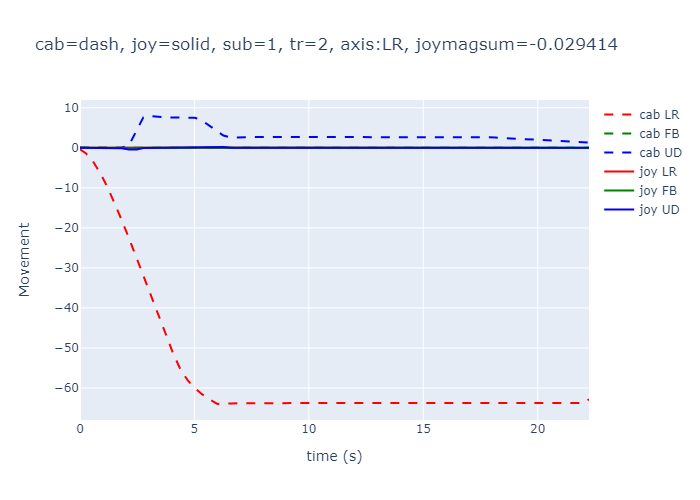 cab=dash, joy=solid, sub=1, tr=2, axis:LR, joymagsum=-0.029414
10
0
−10
−20
−30
−40
−50
−60
Movement
0
5
10
15
20
time (s)
cab LR
cab FB
cab UD
joy LR
joy FB
joy UD